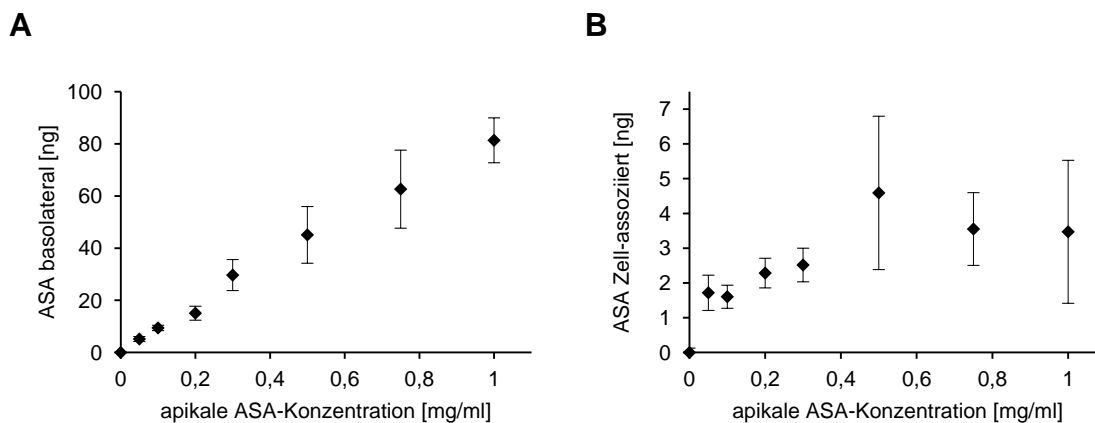 A
B
ASA basolateral [ng]
100
80
60
40
20
0
0 0,2 0,4 0,6 0,8 1
apikale ASA-Konzentration [mg/ml]
ASA Zell-assoziiert [ng]
7
6
5
4
3
2
1
0
0 0,2 0,4 0,6 0,8 1
apikale ASA-Konzentration [mg/ml]